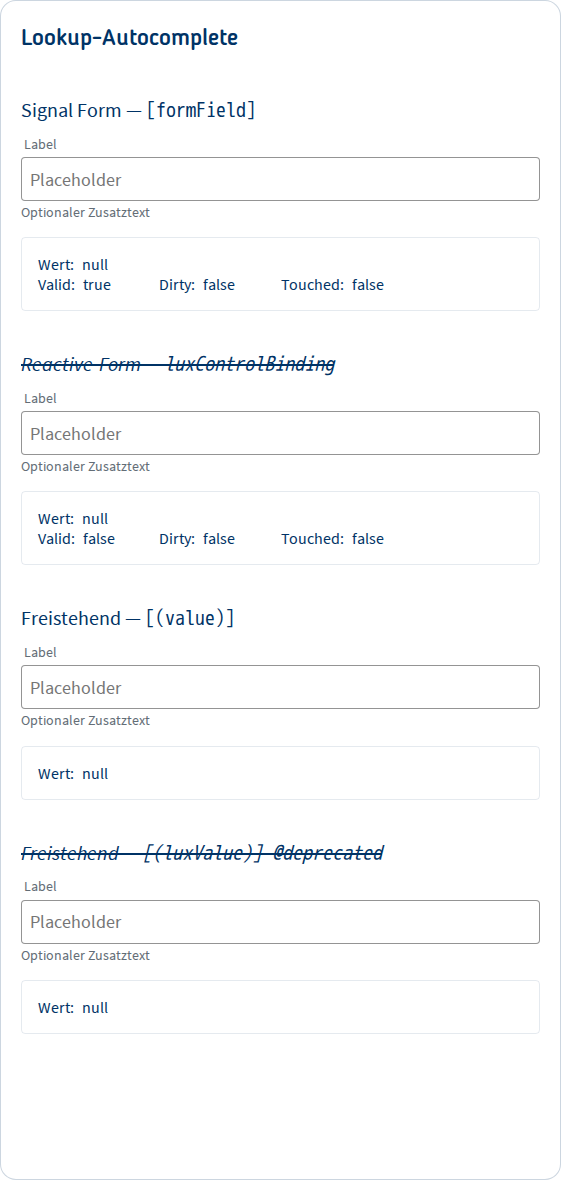 Lookup-Autocomplete
Signal Form — [formField]
Label
Placeholder
Optionaler Zusatztext
Wert: null
Valid: true Dirty: false Touched: false
Reactive Form — luxControlBinding
Label
Placeholder
Optionaler Zusatztext
Wert: null
Valid: false Dirty: false Touched: false
Freistehend — [(value)]
Label
Placeholder
Optionaler Zusatztext
Wert: null
Freistehend — [(luxValue)] @deprecated
Label
Placeholder
Optionaler Zusatztext
Wert: null